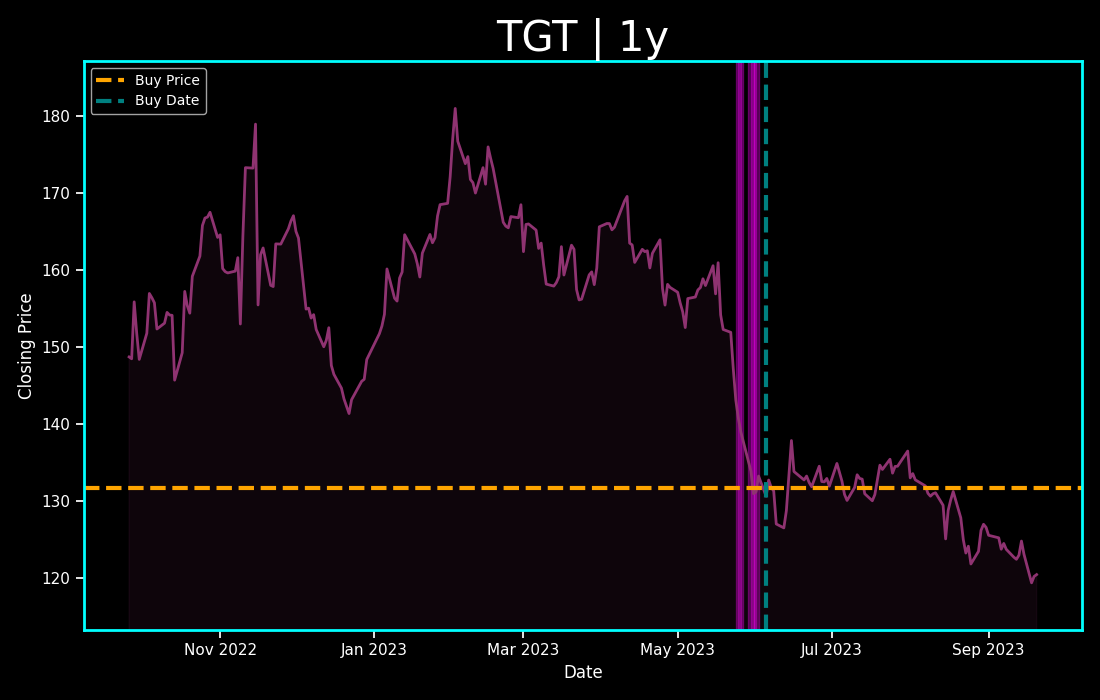 TGT | 1y
Buy Price
Buy Date
180
170
160
150
140
130
120
Closing Price
Nov 2022
Jan 2023
Mar 2023
May 2023
Jul 2023
Sep 2023
Date